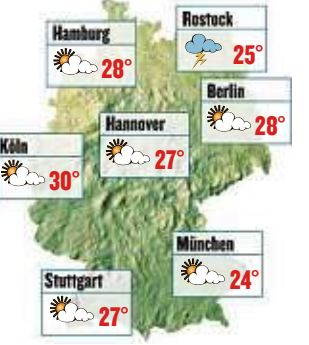 Rostock
25°
Hamburg
28°
Berlin
28°
Hannover
27°
Köln
30°
München
24°
Stuttgart
27°